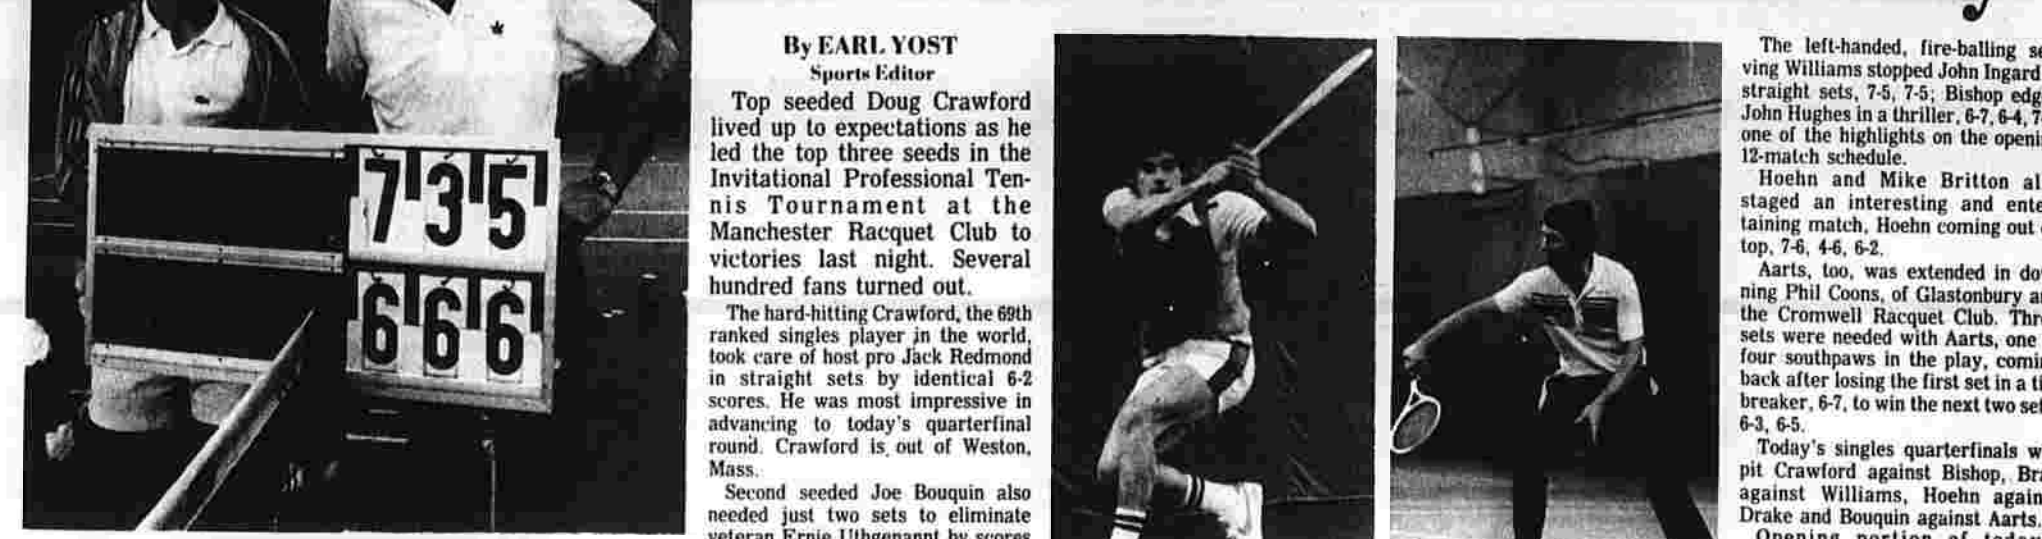 7 3 5
6 6 6
By EARL YOST
Sports Editor
Top seeded Doug Crawford
lived up to expectations as he
led the top three seeds in the
Invitational Professional Ten-
nis Tournament at the
Manchester Racquet Club to
victories last night. Several
hundred fans turned out.
The hard-hitting Crawford, the 69th
ranked singles player in the world,
took care of host pro Jack Redmond
in straight sets by identical 6-2
scores. He was most impressive in
advancing to today's quarterfinal
round. Crawford is out of Weston,
Mass.
Second seeded Joe Bouquin also
needed just two sets to eliminate
veteran Ernie Uthgenannt by scores
The left-handed, fire-balling
ving Williams stopped John Ingard
straight sets, 7-5, 7-5; Bishop
John Hughes in a thriller, 6-7, 6-4,
one of the highlights on the
12-match schedule.
Hoehn and Mike Britton
staged an interesting and
taining match, Hoehn coming out
top, 7-6, 4-6, 6-2.
Aarts, too, was extended in
ning Phil Coons, of Glastonbury
the Cromwell Racquet Club.
sets were needed with Aarts, one
four southpaws in the play,
back after losing the first set in a
breaker, 6-7, to win the next two
6-3, 6-5.
Today's singles quarterfinals
pit Crawford against Bishop,
against Williams, Hoehn
Drake and Bouquin against Aarts.
Opening portion of